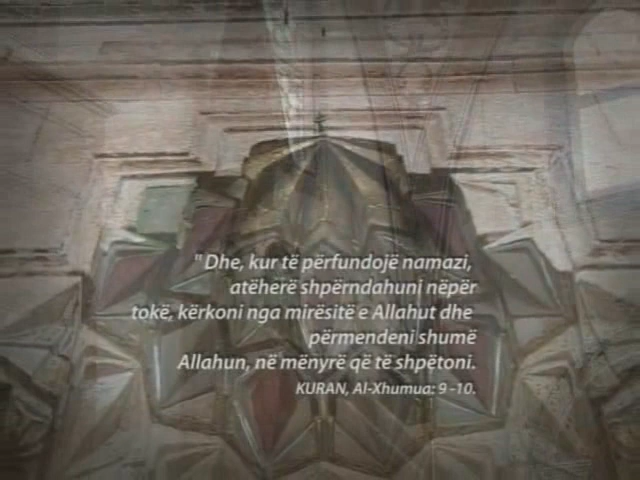 " Dhe, kur të përfundojë namazi,
atëherë shpërndahuni nëpër
tokë, kërkoni nga mirësitë e Allahut dhe
përmendeni shumë
Allahun, në mënyrë që të shpëtoni.
KURAN, Al-Xhumua: 9 -10.